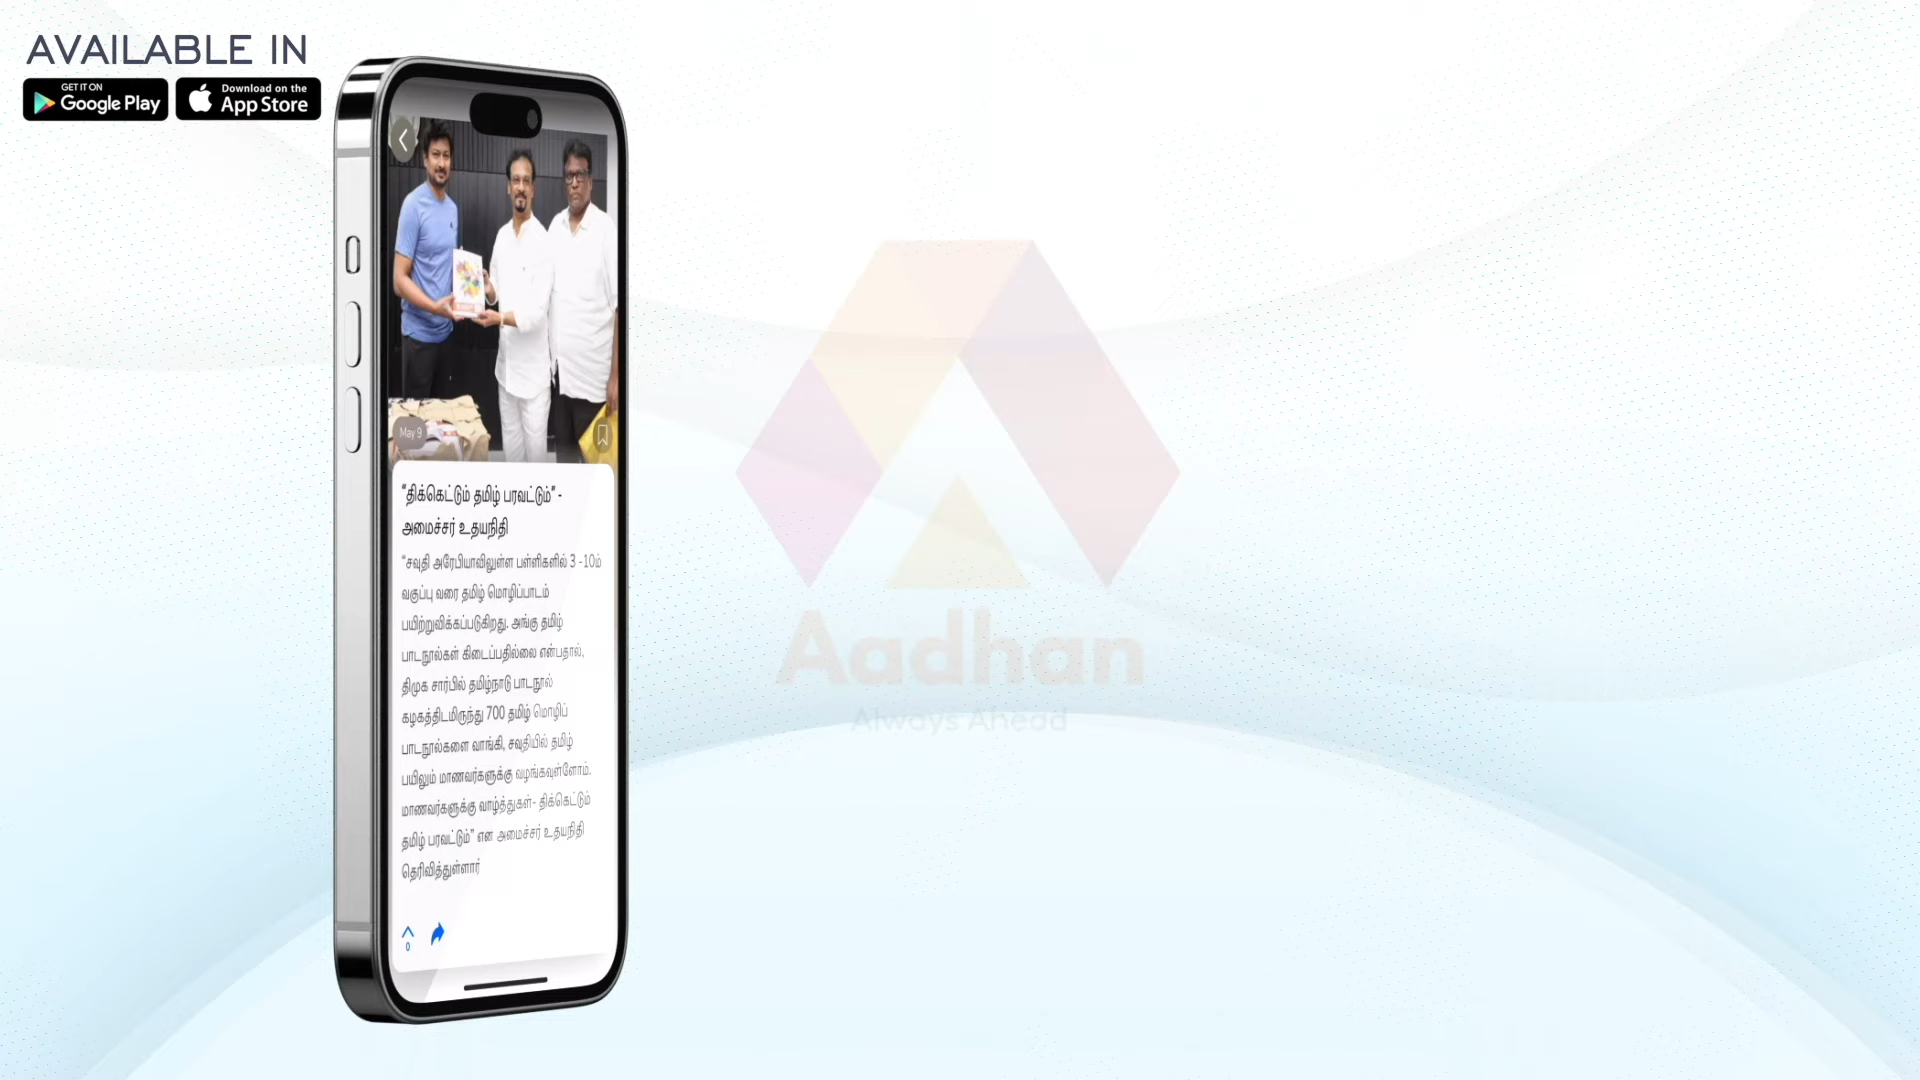 AVAILABLE IN
GET IT ON
Google Play
Download on the
App Store
May 9
"திக்கெட்டும் தமிழ் பரவட்டும்" -
அமைச்சர் உதயநிதி
"சவுதி அரேபியாவிலுள்ள பள்ளிகளில் 3 -10ம்
வகுப்பு வரை தமிழ் மொழிப்பாடம்
பயிற்றுவிக்கப்படுகிறது. அங்கு தமிழ்
பாடநூல்கள் கிடைப்பதில்லை என்பதால்,
திமுக சார்பில் தமிழ்நாடு பாடநூல்
கழகத்திடமிருந்து 700 தமிழ் மொழிப்
பாடநூல்களை வாங்கி, சவுதியில் தமிழ்
பயிலும் மாணவர்களுக்கு வழங்கவுள்ளோம்.
மாணவர்களுக்கு வாழ்த்துகள்- திக்கெட்டும்
தமிழ் பரவட்டும்" என அமைச்சர் உதயநிதி
தெரிவித்துள்ளார்
0
Aadhan
Always Ahead